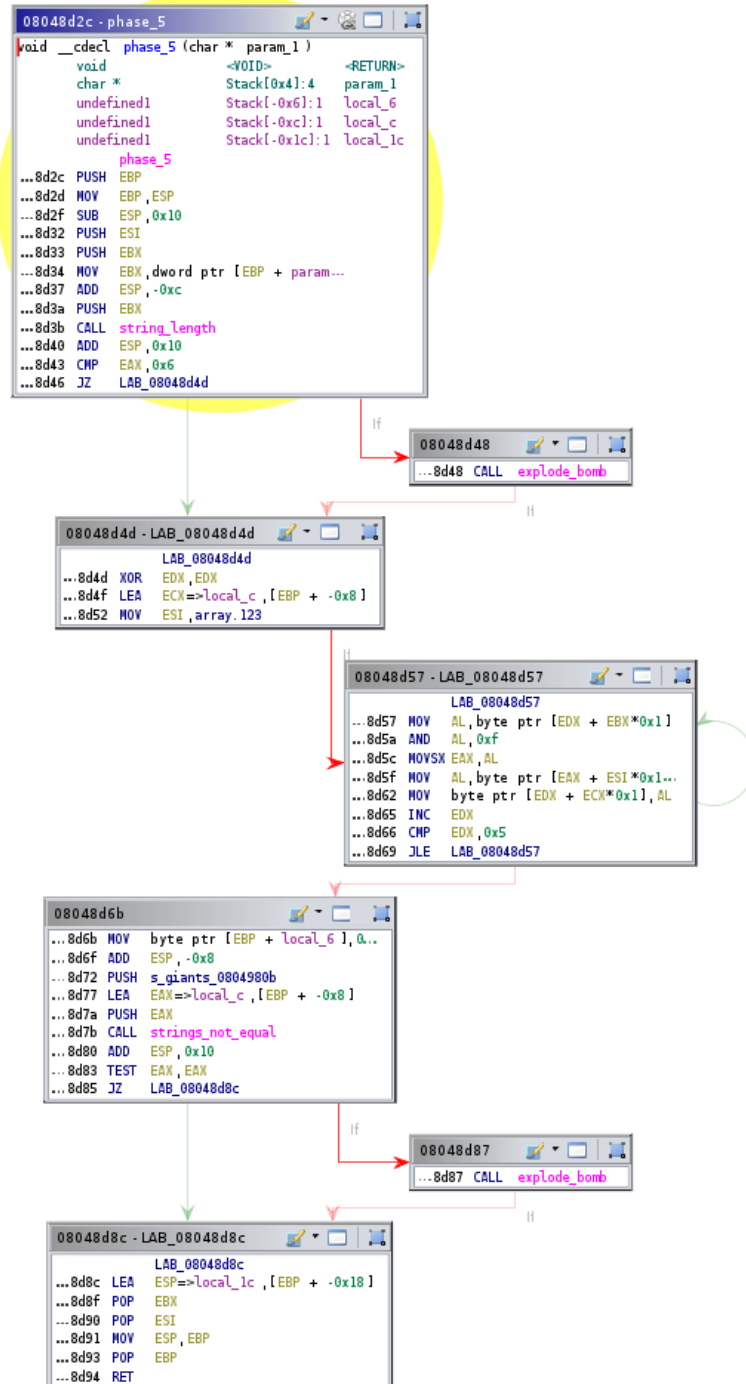 08048d2c - phase_5
void __cdecl phase_5 (char * param_1 )
void <VOID> <RETURN>
char * Stack[0x4]:4 param_1
undefined1 Stack[-0x6]:1 local_6
undefined1 Stack[-0xc]:1 local_c
undefined1 Stack[-0x1c]:1 local_1c
phase_5
...8d2c PUSH EBP
...8d2d MOV EBP,ESP
...8d2f SUB ESP,0x10
...8d32 PUSH ESI
...8d33 PUSH EBX
...8d34 MOV EBX,dword ptr [EBP + param...
...8d37 ADD ESP,-0xc
...8d3a PUSH EBX
...8d3b CALL string_length
...8d40 ADD ESP,0x10
...8d43 CMP EAX,0x6
...8d46 JZ LAB_08048d4d
If
08048d48
...8d48 CALL explode_bomb
If
08048d4d - LAB_08048d4d
LAB_08048d4d
...8d4d XOR EDX,EDX
...8d4f LEA ECX=>local_c ,[EBP + -0x8]
...8d52 MOV ESI,array.123
If
08048d57 - LAB_08048d57
LAB_08048d57
...8d57 MOV AL,byte ptr [EDX + EBX*0x1]
...8d5a AND AL,0xf
...8d5c MOVSX EAX,AL
...8d5f MOV AL,byte ptr [EAX + ESI*0x1...
...8d62 MOV byte ptr [EDX + ECX*0x1],AL
...8d65 INC EDX
...8d66 CMP EDX,0x5
...8d69 JLE LAB_08048d57
08048d6b
...8d6b MOV byte ptr [EBP + local_6 ],0...
...8d6f ADD ESP,-0x8
...8d72 PUSH s_giants_0804980b
...8d77 LEA EAX=>local_c ,[EBP + -0x8]
...8d7a PUSH EAX
...8d7b CALL strings_not_equal
...8d80 ADD ESP,0x10
...8d83 TEST EAX,EAX
...8d85 JZ LAB_08048d8c
If
08048d87
...8d87 CALL explode_bomb
If
08048d8c - LAB_08048d8c
LAB_08048d8c
...8d8c LEA ESP=>local_1c ,[EBP + -0x18]
...8d8f POP EBX
...8d90 POP ESI
...8d91 MOV ESP,EBP
...8d93 POP EBP
...8d94 RET